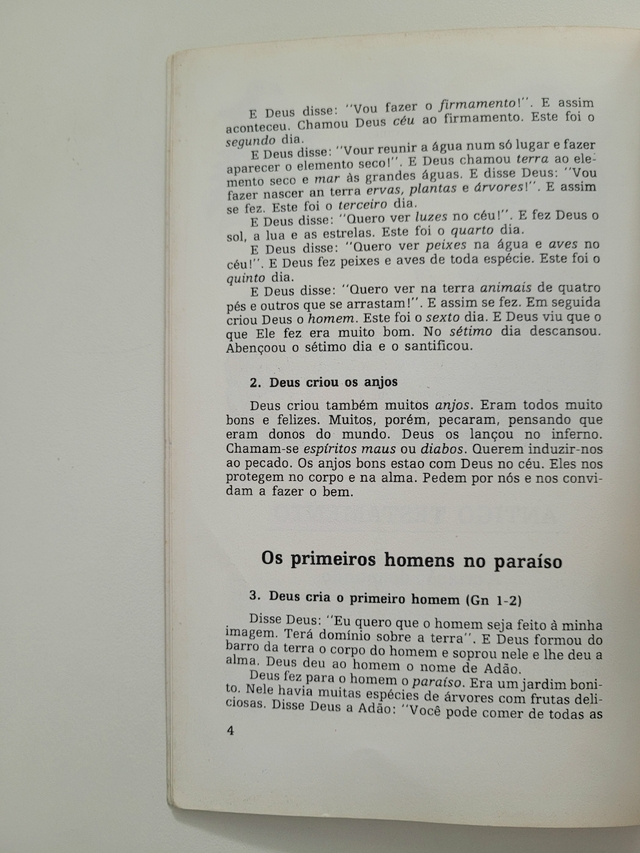 E Deus disse: "Vou fazer o firmamento!". E assim
aconteceu. Chamou Deus céu ao firmamento. Este foi o
segundo dia.
E Deus disse: "Vour reunir a água num só lugar e fazer
aparecer o elemento seco!". E Deus chamou terra ao ele-
mento seco e mar às grandes águas. E disse Deus: "Vou
fazer nascer an terra ervas, plantas e árvores!". E assim
se fez. Este foi o terceiro dia.
E Deus disse: "Quero ver luzes no céu!". E fez Deus o
sol, a lua e as estrelas. Este foi o quarto dia.
E Deus disse: "Quero ver peixes na água e aves no
céu!". E Deus fez peixes e aves de toda espécie. Este foi o
quinto dia.
E Deus disse: "Quero ver na terra animais de quatro
pés e outros que se arrastam!". E assim se fez. Em seguida
criou Deus o homem. Este foi o sexto dia. E Deus viu que o
que Ele fez era muito bom. No sétimo dia descansou.
Abençoou o sétimo dia e o santificou.
2. Deus criou os anjos
Deus criou também muitos anjos. Eram todos muito
bons e felizes. Muitos, porém, pecaram, pensando que
eram donos do mundo. Deus os lançou no inferno.
Chamam-se espíritos maus ou diabos. Querem induzir-nos
ao pecado. Os anjos bons estao com Deus no céu. Eles nos
protegem no corpo e na alma. Pedem por nós e nos convi-
dam a fazer o bem.
Os primeiros homens no paraíso
3. Deus cria o primeiro homem (Gn 1-2)
Disse Deus: "Eu quero que o homem seja feito à minha
imagem. Terá domínio sobre a terra". E Deus formou do
barro da terra o corpo do homem e soprou nele e lhe deu a
alma. Deus deu ao homem o nome de Adão.
Deus fez para o homem o paraíso. Era um jardim boni-
to. Nele havia muitas espécies de árvores com frutas deli-
ciosas. Disse Deus a Adão: "Você pode comer de todas as
4